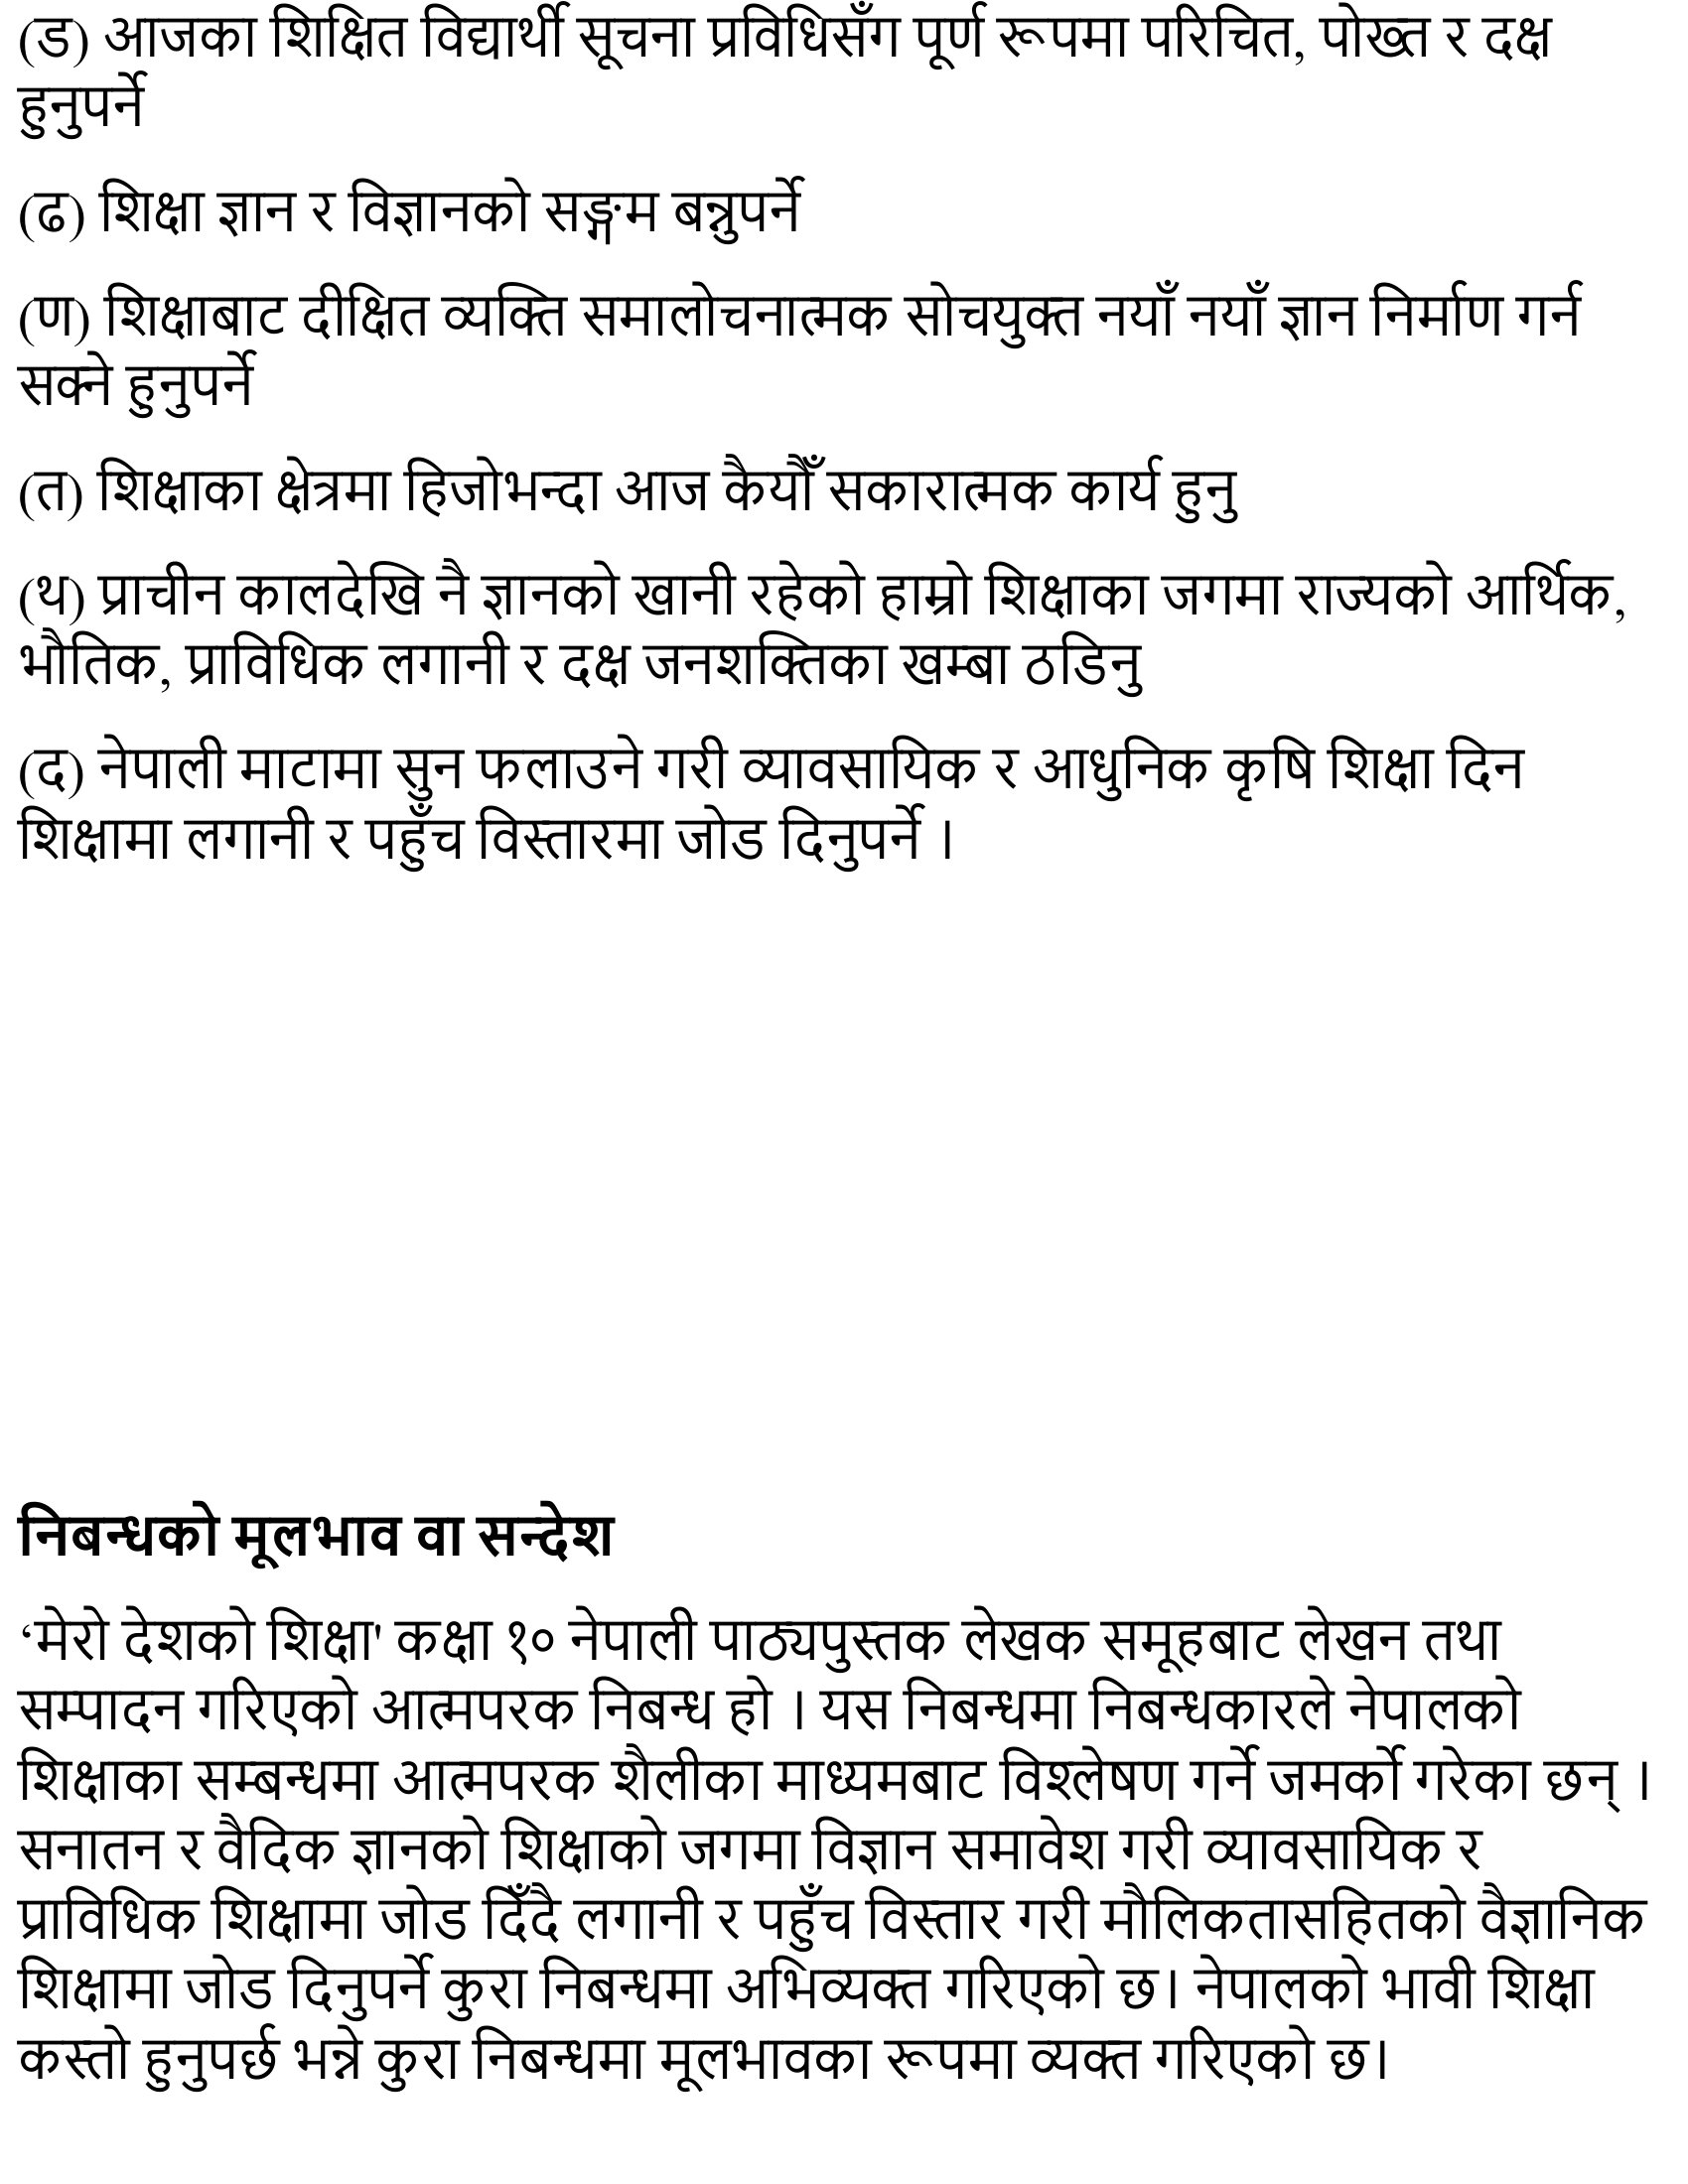 (ड) आजका शिक्षित विद्यार्थी सूचना प्रविधिसँग पूर्ण रूपमा परिचित, पोख्त र दक्ष
हुनुपर्ने
(ढ) शिक्षा ज्ञान र विज्ञानको सङ्गम बन्नुपर्ने
(ण) शिक्षाबाट दीक्षित व्यक्ति समालोचनात्मक सोचयुक्त नयाँ नयाँ ज्ञान निर्माण गर्न
सक्ने हुनुपर्ने
(त) शिक्षाका क्षेत्रमा हिजोभन्दा आज कैयौँ सकारात्मक कार्य हुनु
(थ) प्राचीन कालदेखि नै ज्ञानको खानी रहेको हाम्रो शिक्षाका जगमा राज्यको आर्थिक,
भौतिक, प्राविधिक लगानी र दक्ष जनशक्तिका खम्बा ठडिनु
(द) नेपाली माटामा सुन फलाउने गरी व्यावसायिक र आधुनिक कृषि शिक्षा दिन
शिक्षामा लगानी र पहुँच विस्तारमा जोड दिनुपर्ने ।
निबन्धको मूलभाव वा सन्देश
‘मेरो देशको शिक्षा' कक्षा १० नेपाली पाठ्यपुस्तक लेखक समूहबाट लेखन तथा
सम्पादन गरिएको आत्मपरक निबन्ध हो । यस निबन्धमा निबन्धकारले नेपालको
शिक्षाका सम्बन्धमा आत्मपरक शैलीका माध्यमबाट विश्लेषण गर्ने जमर्को गरेका छन् ।
सनातन र वैदिक ज्ञानको शिक्षाको जगमा विज्ञान समावेश गरी व्यावसायिक र
प्राविधिक शिक्षामा जोड दिँदै लगानी र पहुँच विस्तार गरी मौलिकतासहितको वैज्ञानिक
शिक्षामा जोड दिनुपर्ने कुरा निबन्धमा अभिव्यक्त गरिएको छ। नेपालको भावी शिक्षा
कस्तो हुनुपर्छ भन्ने कुरा निबन्धमा मूलभावका रूपमा व्यक्त गरिएको छ।